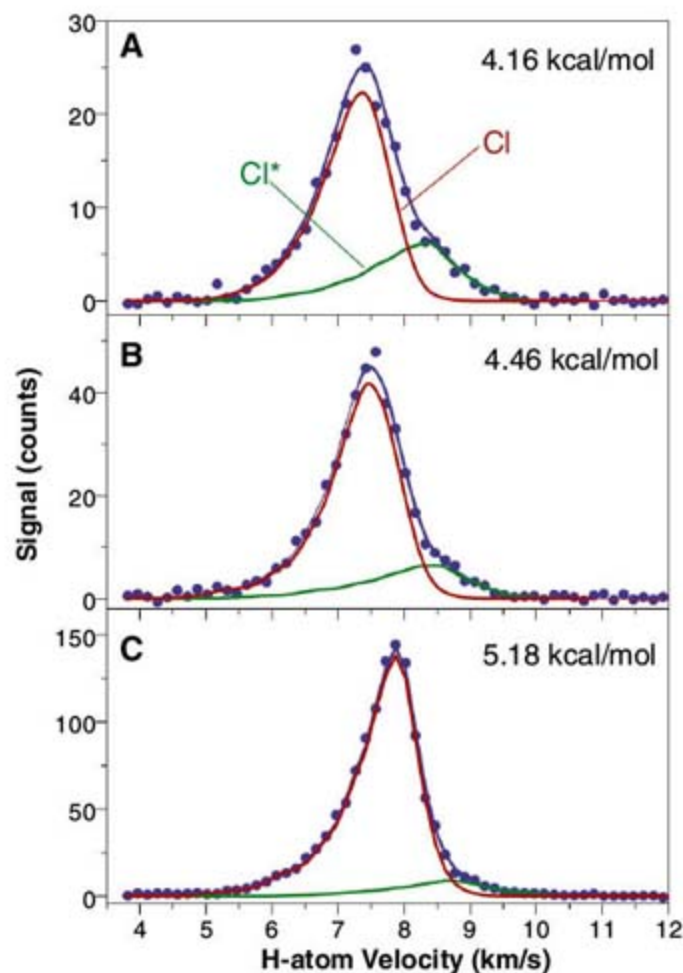 30
A
4.16 kcal/mol
20
Cl
Cl*
10
0
B
4.46 kcal/mol
40
20
0
Signal (counts)
150
C
5.18 kcal/mol
100
50
0
4 5 6 7 8 9 10 11 12
H-atom Velocity (km/s)